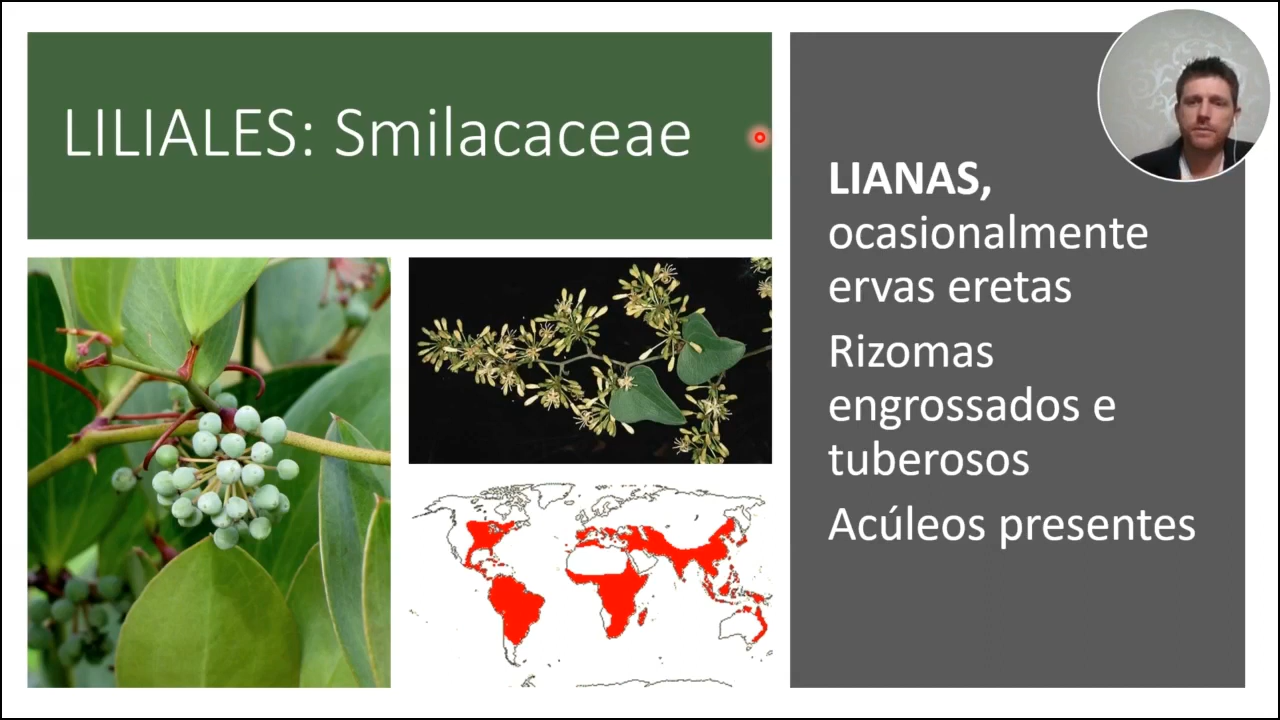 LILIALES: Smilacaceae
LIANAS,
ocasionalmente
ervas eretas
Rizomas
engrossados e
tuberosos
Acúleos presentes